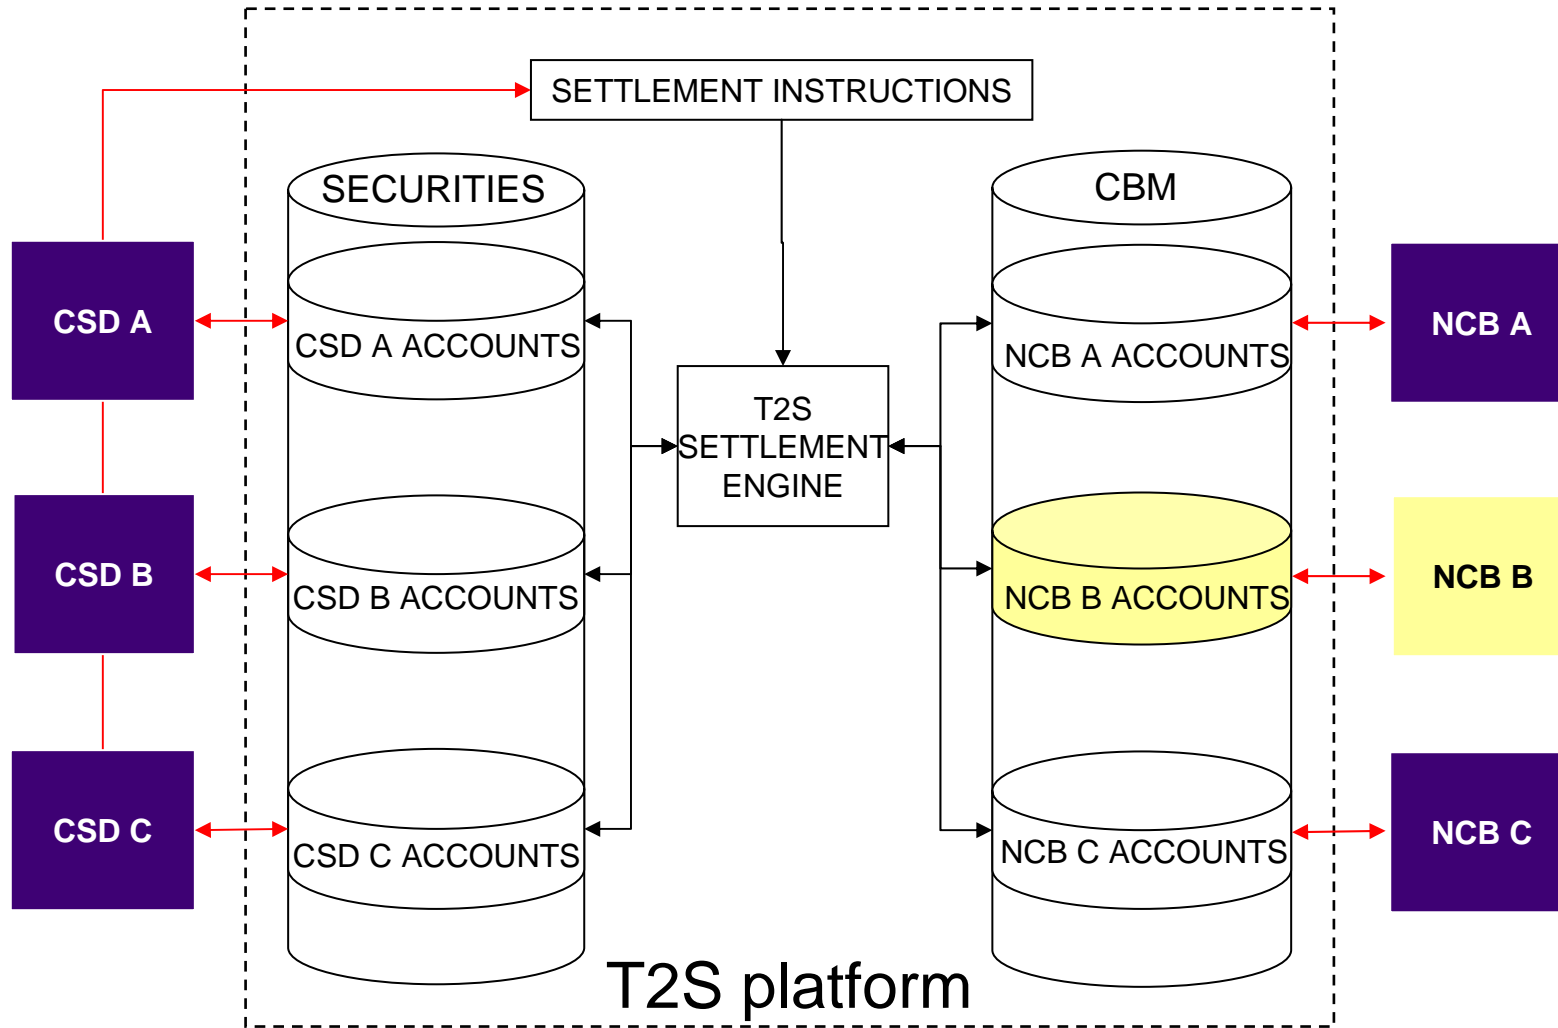 SETTLEMENT INSTRUCTIONS
SECURITIES
CBM
CSD A
CSD A ACCOUNTS
NCB A ACCOUNTS
NCB A
T2S
SETTLEMENT
ENGINE
CSD B
CSD B ACCOUNTS
NCB B ACCOUNTS
NCB B
CSD C
CSD C ACCOUNTS
NCB C ACCOUNTS
NCB C
T2S platform